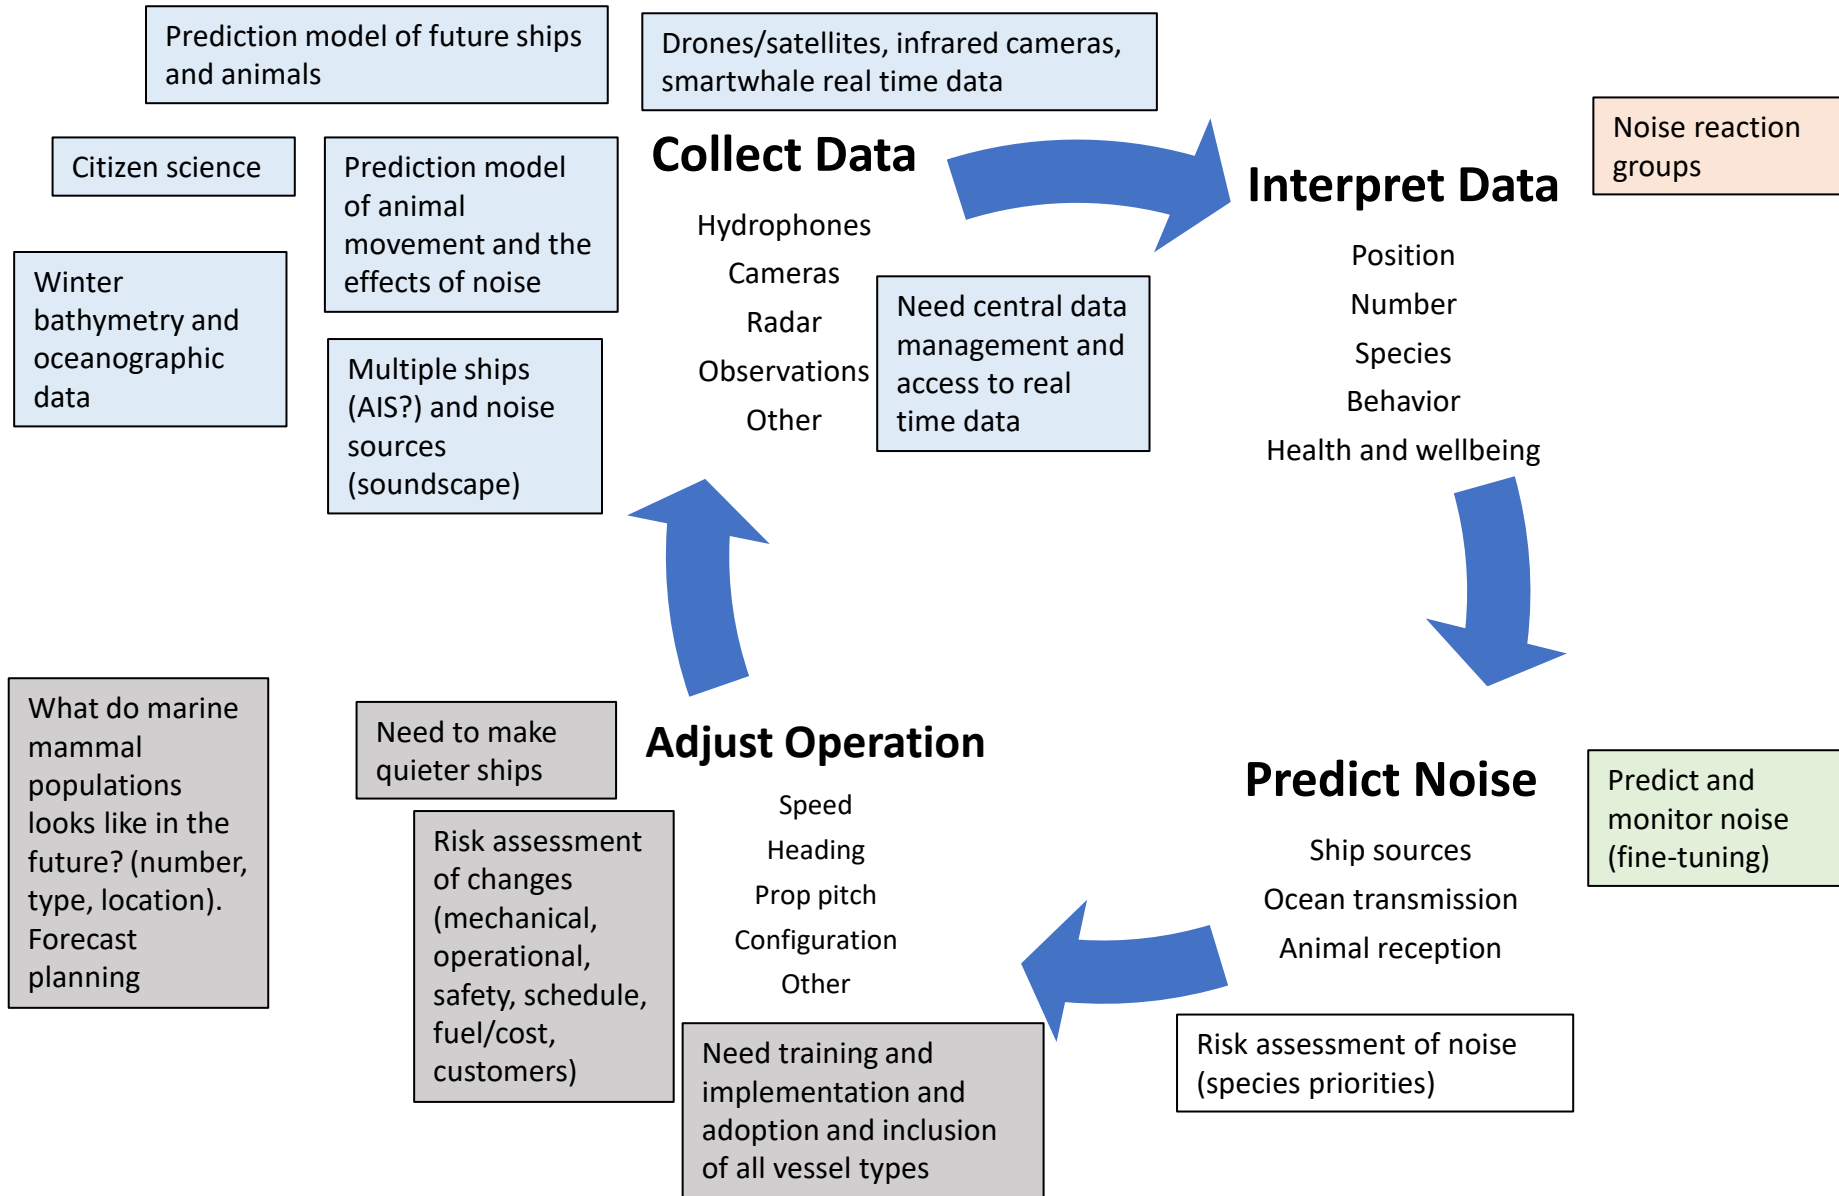 Prediction model of future ships
and animals
Drones/satellites, infrared cameras,
smartwhale real time data
Noise reaction
groups
Citizen science
Prediction model
of animal
movement and the
effects of noise
Collect Data
Hydrophones
Cameras
Radar
Observations
Other
Interpret Data
Position
Number
Species
Behavior
Health and wellbeing
Winter
bathymetry and
oceanographic
data
Multiple ships
(AIS?) and noise
sources
(soundscape)
Need central data
management and
access to real
time data
What do marine
mammal
populations
looks like in the
future? (number,
type, location).
Forecast
planning
Need to make
quieter ships
Adjust Operation
Speed
Heading
Prop pitch
Configuration
Other
Risk assessment
of changes
(mechanical,
operational,
safety, schedule,
fuel/cost,
customers)
Need training and
implementation and
adoption and inclusion
of all vessel types
Predict Noise
Ship sources
Ocean transmission
Animal reception
Predict and
monitor noise
(fine-tuning)
Risk assessment of noise
(species priorities)